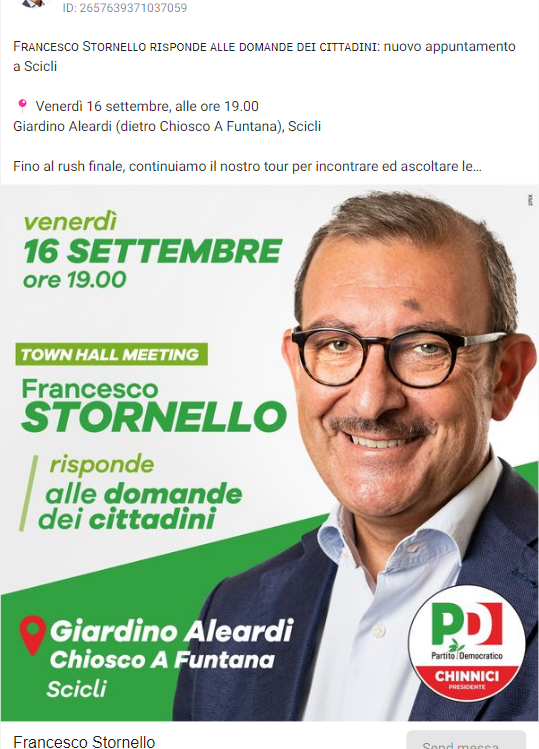 ID: 2657639371037059
Francesco Stornello risponde alle domande dei cittadini: nuovo appuntamento
a Scicli
Venerdì 16 settembre, alle ore 19.00
Giardino Aleardi (dietro Chiosco A Funtana), Scicli
Fino al rush finale, continuiamo il nostro tour per incontrare ed ascoltare le…
venerdì
16 SETTEMBRE
ore 19.00
TOWN HALL MEETING
Francesco
STORNELLO
risponde
alle domande
dei cittadini
Giardino Aleardi
Chiosco A Funtana
Scicli
PD
Partito Democratico
CHINNICI
PRESIDENTE
Francesco Stornello
Send messa